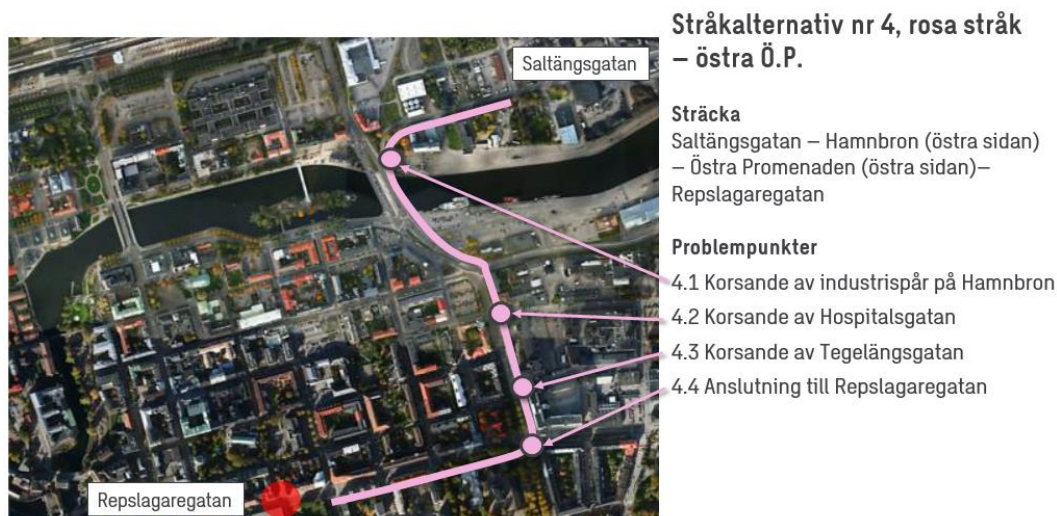 Saltängsgatan
Repslagaregatan
Stråkalternativ nr 4, rosa stråk
– östra Ö.P.
Sträcka
Saltängsgatan – Hamnbron (östra sidan)
– Östra Promenaden (östra sidan)–
Repslagaregatan
Problempunkter
4.1 Korsande av industrispår på Hamnbron
4.2 Korsande av Hospitalsgatan
4.3 Korsande av Tegelängsgatan
4.4 Anslutning till Repslagaregatan